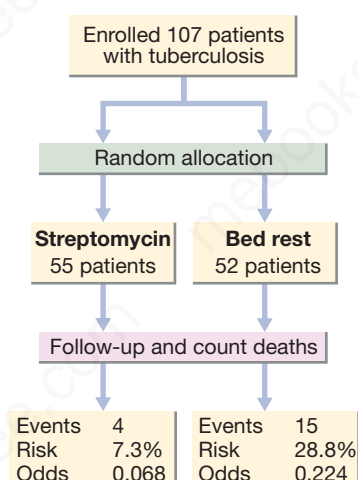 Enrolled 107 patients
with tuberculosis
Random allocation
Streptomycin
55 patients
Bed rest
52 patients
Follow-up and count deaths
Events 4
Risk 7.3%
Odds 0.068
Events 15
Risk 28.8%
Odds 0.224